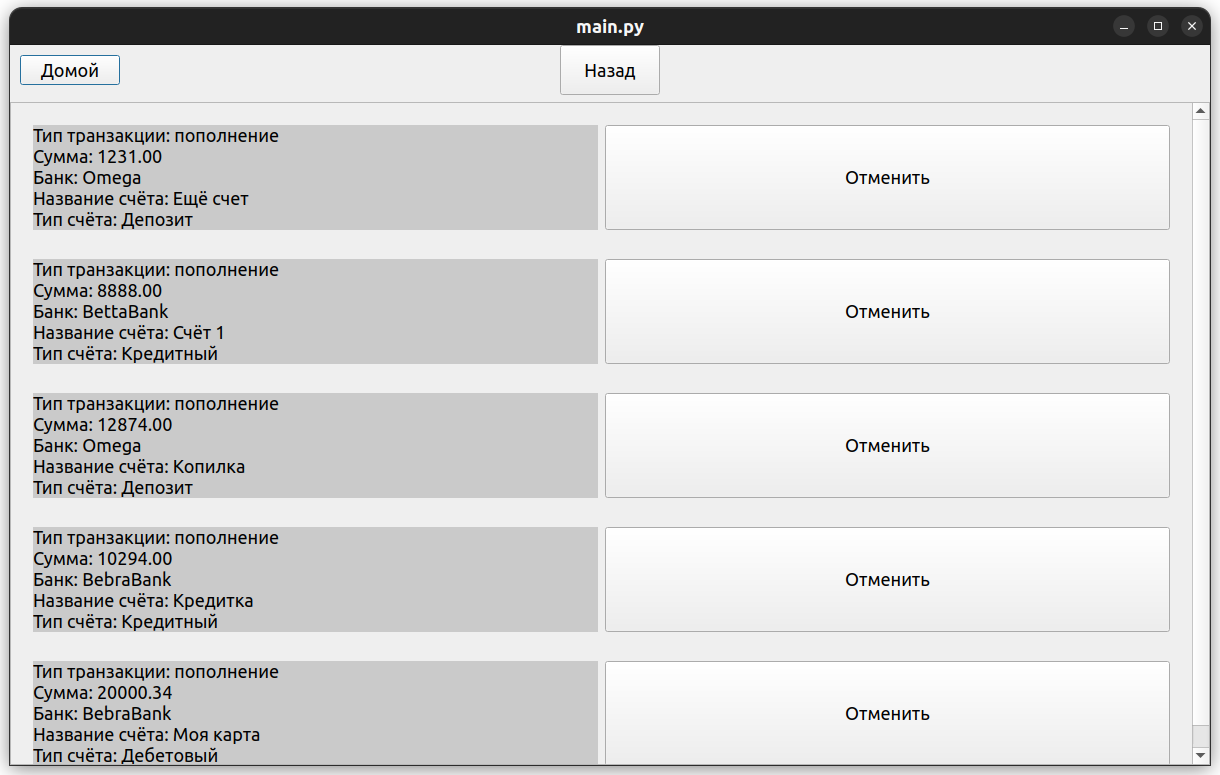 main.py
Домой
Назад
Тип транзакции: пополнение
Сумма: 1231.00
Банк: Omega
Название счёта: Ещё счет
Тип счёта: Депозит
Отменить
Тип транзакции: пополнение
Сумма: 8888.00
Банк: BettaBank
Название счёта: Счёт 1
Тип счёта: Кредитный
Отменить
Тип транзакции: пополнение
Сумма: 12874.00
Банк: Omega
Название счёта: Копилка
Тип счёта: Депозит
Отменить
Тип транзакции: пополнение
Сумма: 10294.00
Банк: BebraBank
Название счёта: Кредитка
Тип счёта: Кредитный
Отменить
Тип транзакции: пополнение
Сумма: 20000.34
Банк: BebraBank
Название счёта: Моя карта
Тип счёта: Дебетовый
Отменить